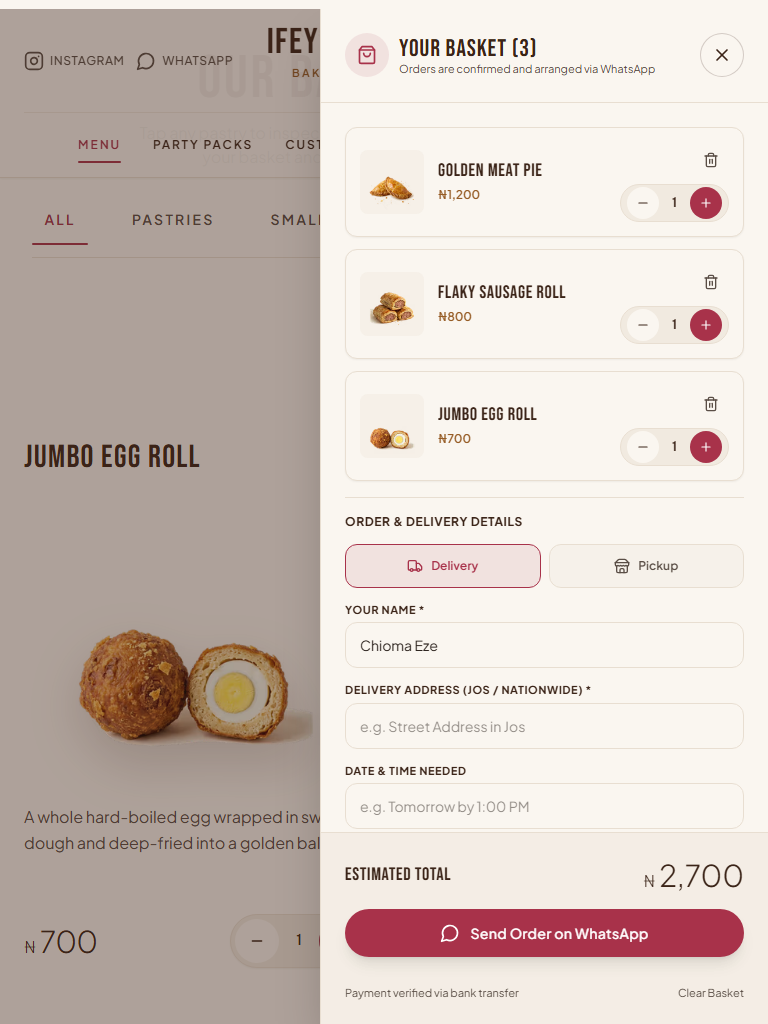 INSTAGRAM WHATSAPP
IFEY
BAK
OUR B
MENU PARTY PACKS CUST
ALL PASTRIES SMAL
JUMBO EGG ROLL
A whole hard-boiled egg wrapped in sw
dough and deep-fried into a golden bal
₦ 700
1
YOUR BASKET (3)
Orders are confirmed and arranged via WhatsApp
GOLDEN MEAT PIE
₦1,200
1
FLAKY SAUSAGE ROLL
₦800
1
JUMBO EGG ROLL
₦700
1
ORDER & DELIVERY DETAILS
Delivery Pickup
YOUR NAME *
Chioma Eze
DELIVERY ADDRESS (JOS / NATIONWIDE) *
e.g. Street Address in Jos
DATE & TIME NEEDED
e.g. Tomorrow by 1:00 PM
ESTIMATED TOTAL
₦ 2,700
Send Order on WhatsApp
Payment verified via bank transfer Clear Basket